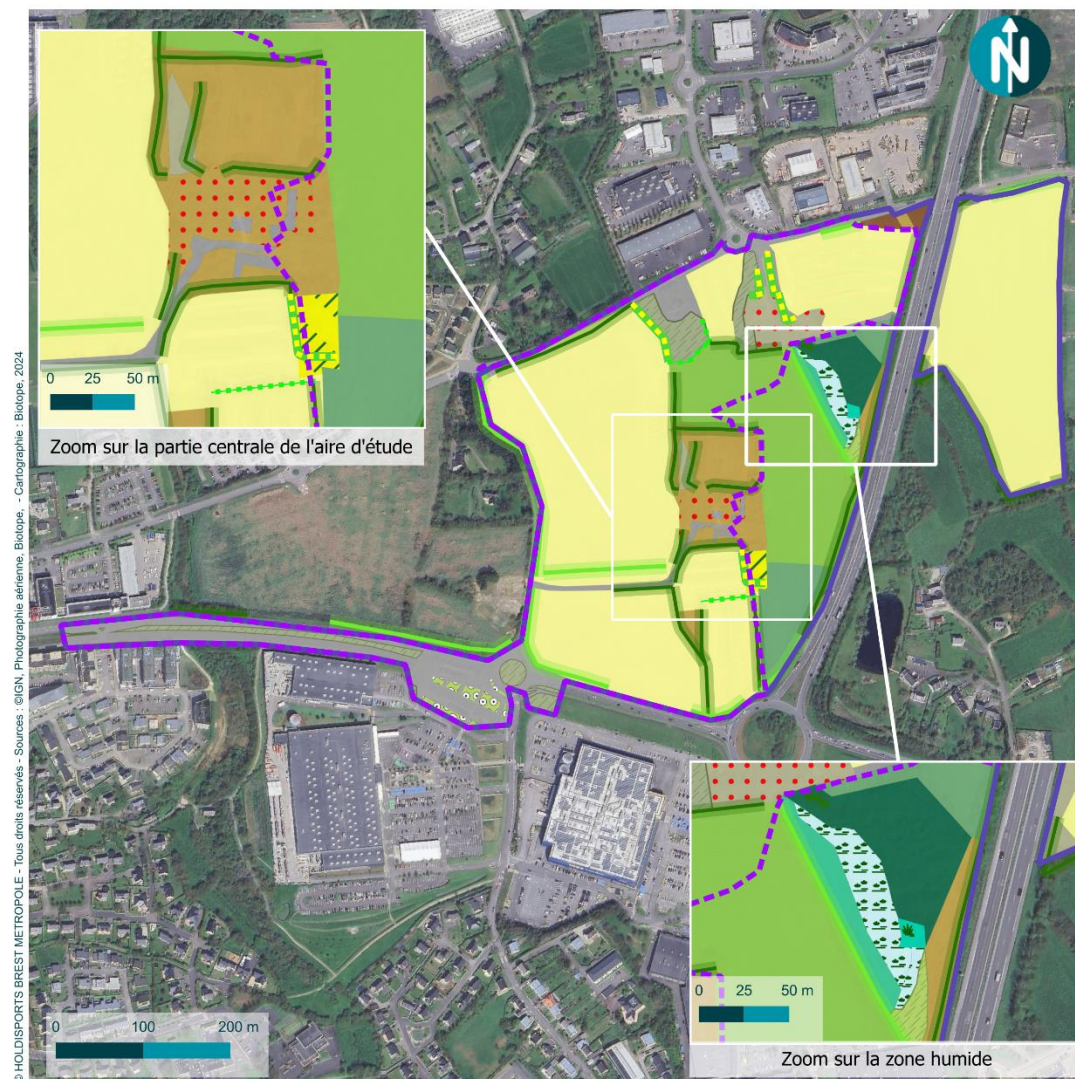 N
0 25 50 m
Zoom sur la partie centrale de l'aire d'étude
© HOLDISPORTS BREST METROPOLE - Tous droits réservés - Sources : ©IGN, Photographie aérienne, Biotope, - Cartographie : Biotope, 2024
0 100 200 m
0 25 50 m
Zoom sur la zone humide